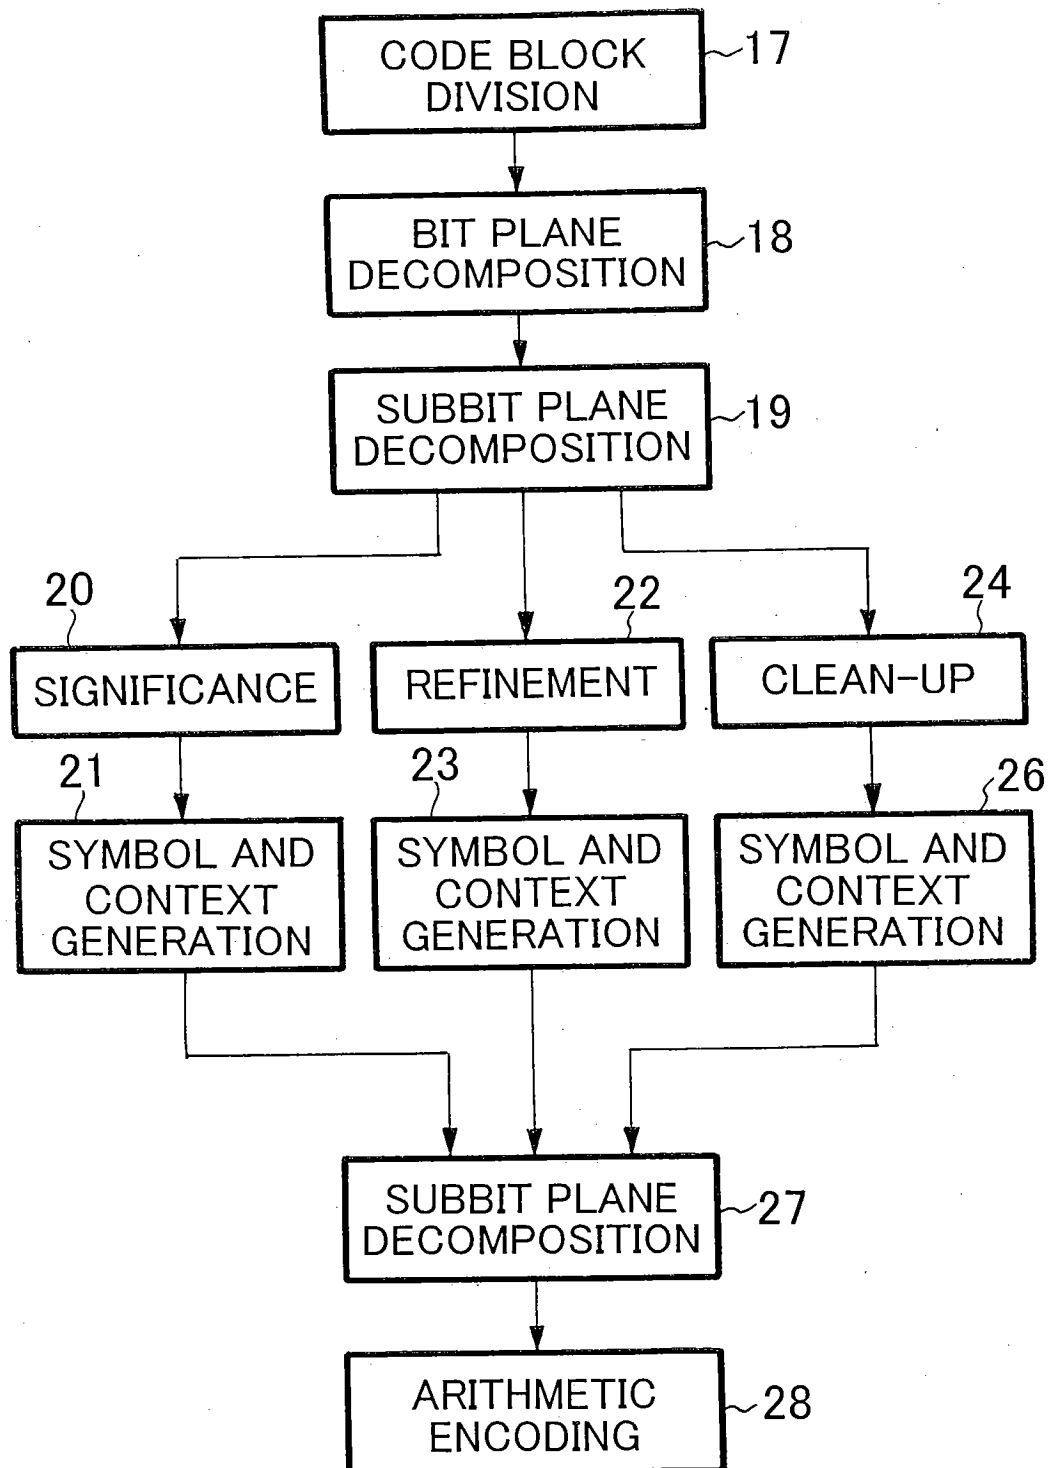 CODE BLOCK
DIVISION
17
BIT PLANE
DECOMPOSITION
18
SUBBIT PLANE
DECOMPOSITION
19
20
22
24
SIGNIFICANCE
REFINEMENT
CLEAN-UP
21
23
26
SYMBOL AND
CONTEXT
GENERATION
SYMBOL AND
CONTEXT
GENERATION
SYMBOL AND
CONTEXT
GENERATION
SUBBIT PLANE
DECOMPOSITION
27
ARITHMETIC
ENCODING
28